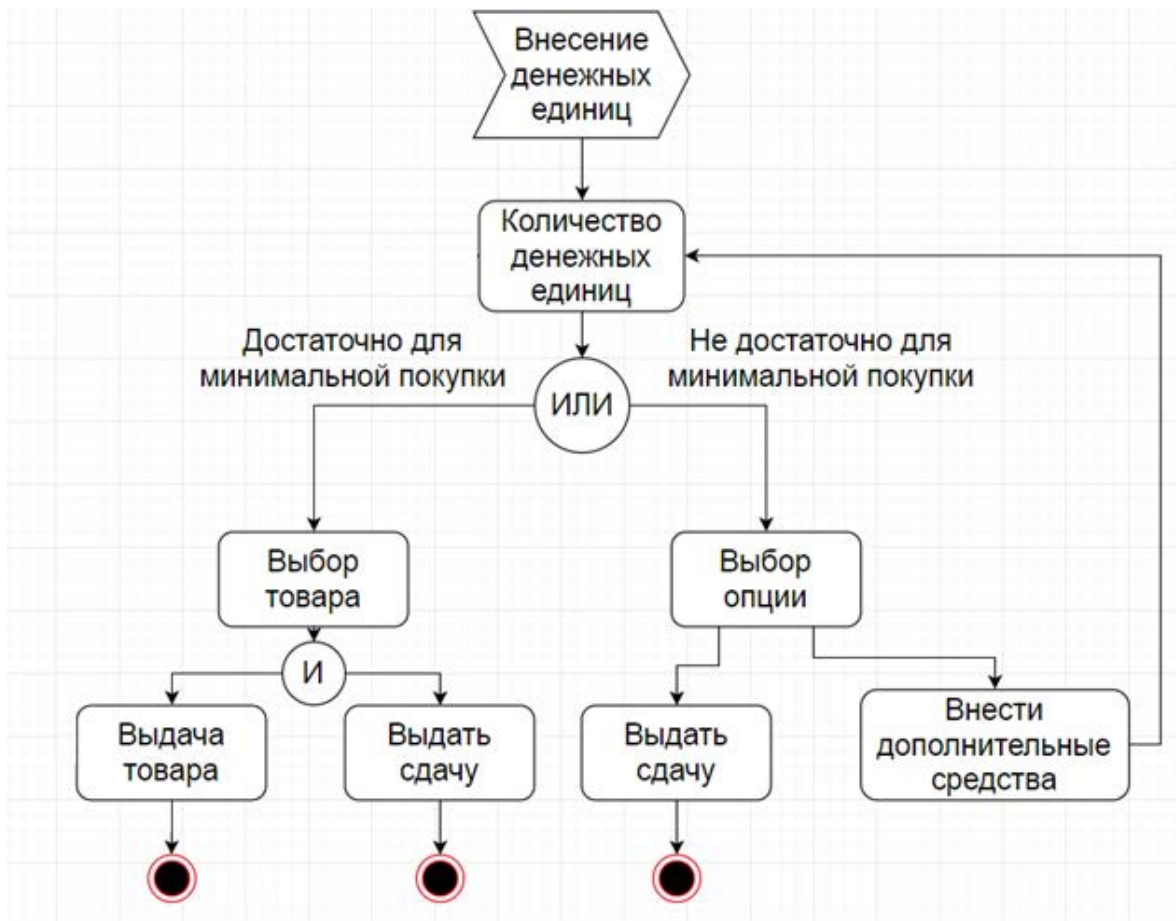 Внесение
денежных
единиц
Количество
денежных
единиц
Достаточно для
минимальной покупки
Не достаточно для
минимальной покупки
ИЛИ
Выбор
товара
Выбор
опции
И
Выдача
товара
Выдать
сдачу
Выдать
сдачу
Внести
дополнительные
средства